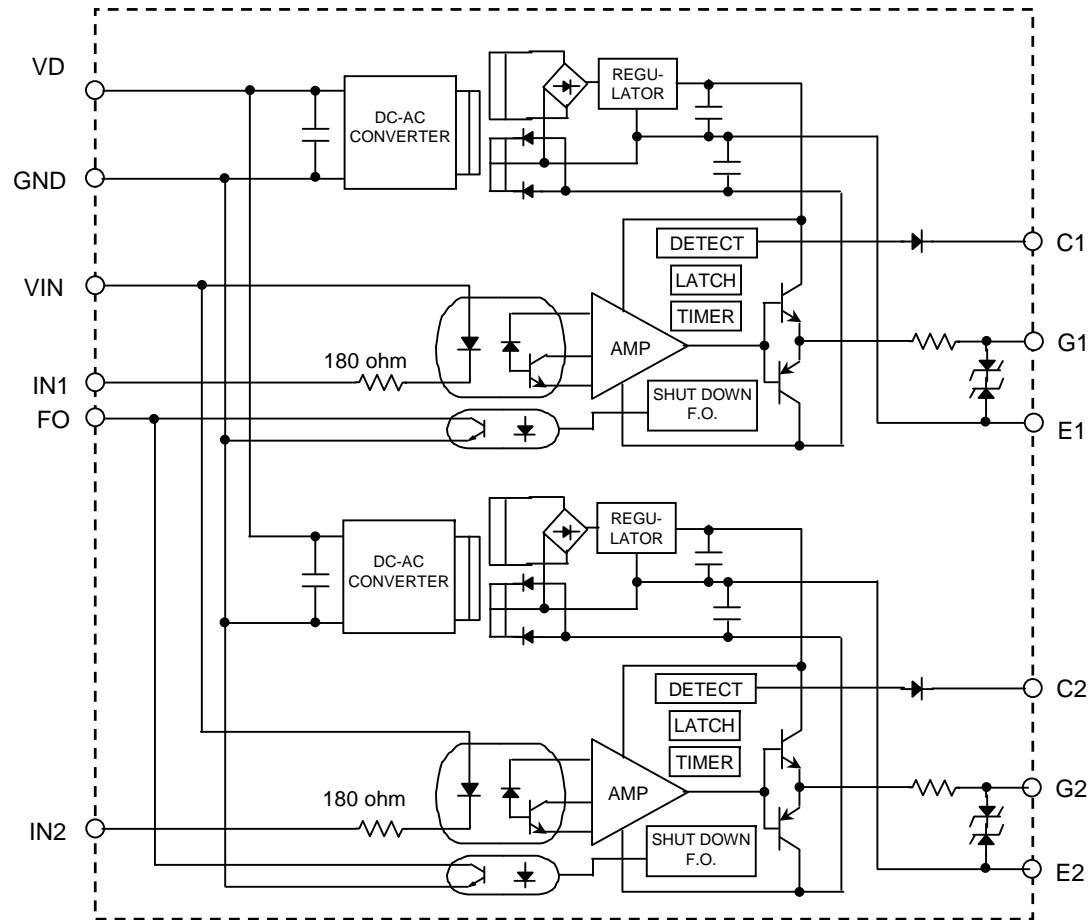 VD
REGU-
LATOR
DC-AC
CONVERTER
GND
DETECT
C1
VIN
LATCH
TIMER
AMP
G1
180 ohm
IN1
SHUT DOWN
F.O.
FO
E1
REGU-
LATOR
DC-AC
CONVERTER
DETECT
C2
LATCH
TIMER
AMP
G2
180 ohm
IN2
SHUT DOWN
F.O.
E2